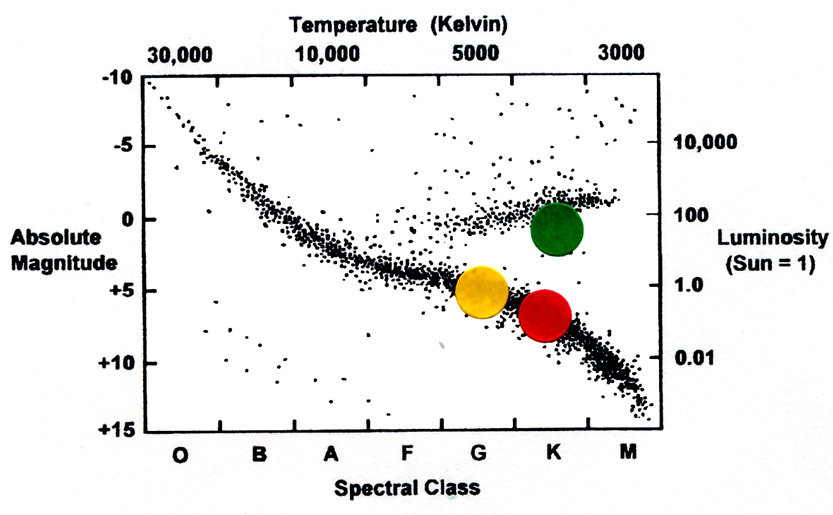 Temperature (Kelvin)
30,000 10,000 5000 3000
-10
-5
0
+5
+10
+15
Absolute
Magnitude
10,000
100
1.0
0.01
Luminosity
(Sun = 1)
O B A F G K M
Spectral Class